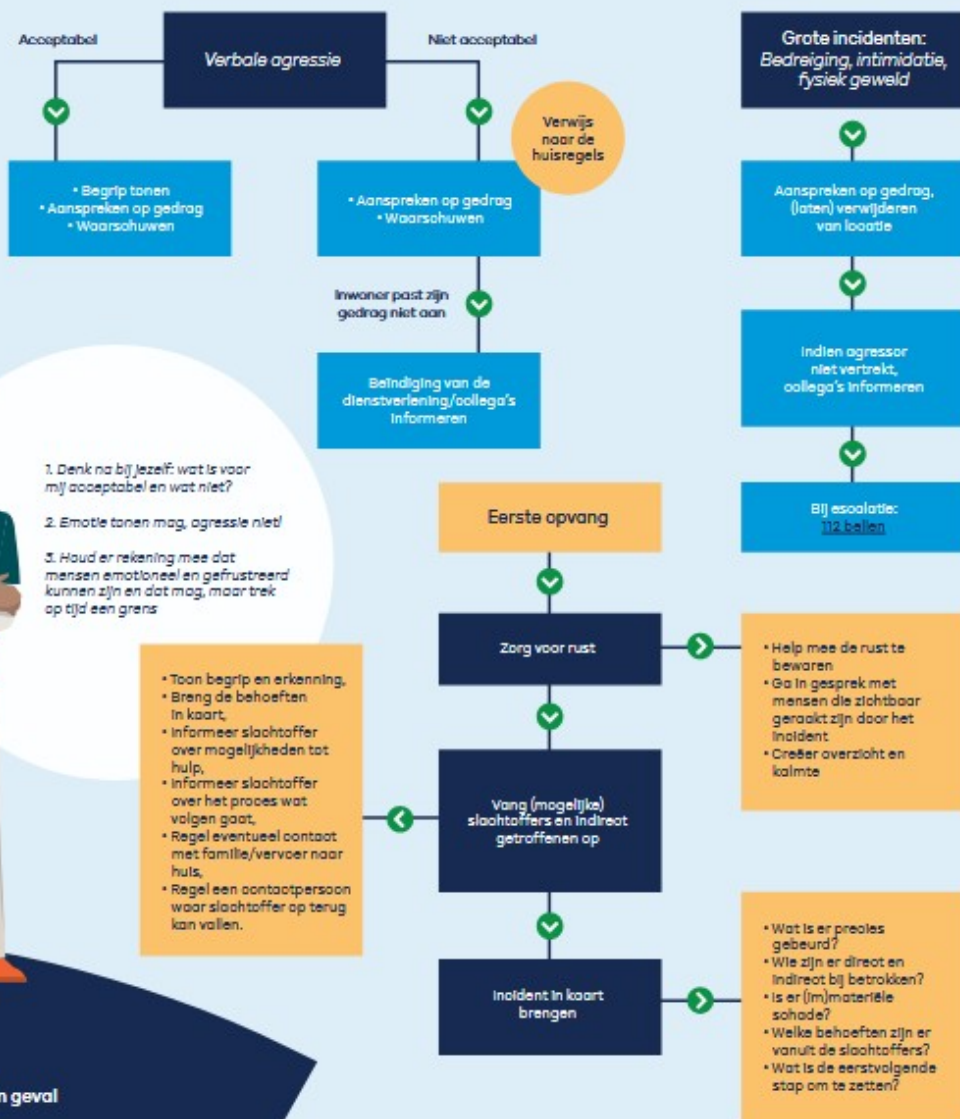 Acceptabel
Verbale agressie
Niet acceptabel
Verwijs
naar de
huisregels
• Begrip tonen
• Aanspreken op gedrag
• Waarschuwen
• Aanspreken op gedrag
• Waarschuwen
Inwoner past zijn
gedrag niet aan
Beïndiging van de
dienstverlening/collega's
informeren
Grote incidenten:
Bedreiging, intimidatie,
fysiek geweld
Aanspreken op gedrag,
(laten) verwijderen
van locatie
Indien agressor
niet vertrekt,
collega's informeren
Bij escalatie:
112 bellen
1. Denk na bij jezelf: wat is voor
mij acceptabel en wat niet?
2. Emotie tonen mag, agressie niet!
3. Houd er rekening mee dat
mensen emotioneel en gefrustreerd
kunnen zijn en dat mag, maar trek
op tijd een grens
Eerste opvang
Zorg voor rust
• Help mee de rust te
bewaren
• Ga in gesprek met
mensen die zichtbaar
geraakt zijn door het
incident
• Creëer overzicht en
kalmte
Vang (mogelijke)
slachtoffers en indirect
getroffenen op
• Toon begrip en erkenning,
• Breng de behoeften
in kaart,
• Informeer slachtoffer
over mogelijkheden tot
hulp,
• Informeer slachtoffer
over het proces wat
volgen gaat,
• Regel eventueel contact
met familie/vervoer naar
huis,
• Regel een contactpersoon
waar slachtoffer op terug
kan vallen.
Incident in kaart
brengen
• Wat is er precies
gebeurd?
• Wie zijn er direct en
indirect bij betrokken?
• Is er (im)materiële
schade?
• Welke behoeften zijn er
vanuit de slachtoffers?
• Wat is de eerstvolgende
stap om te zetten?
n geval